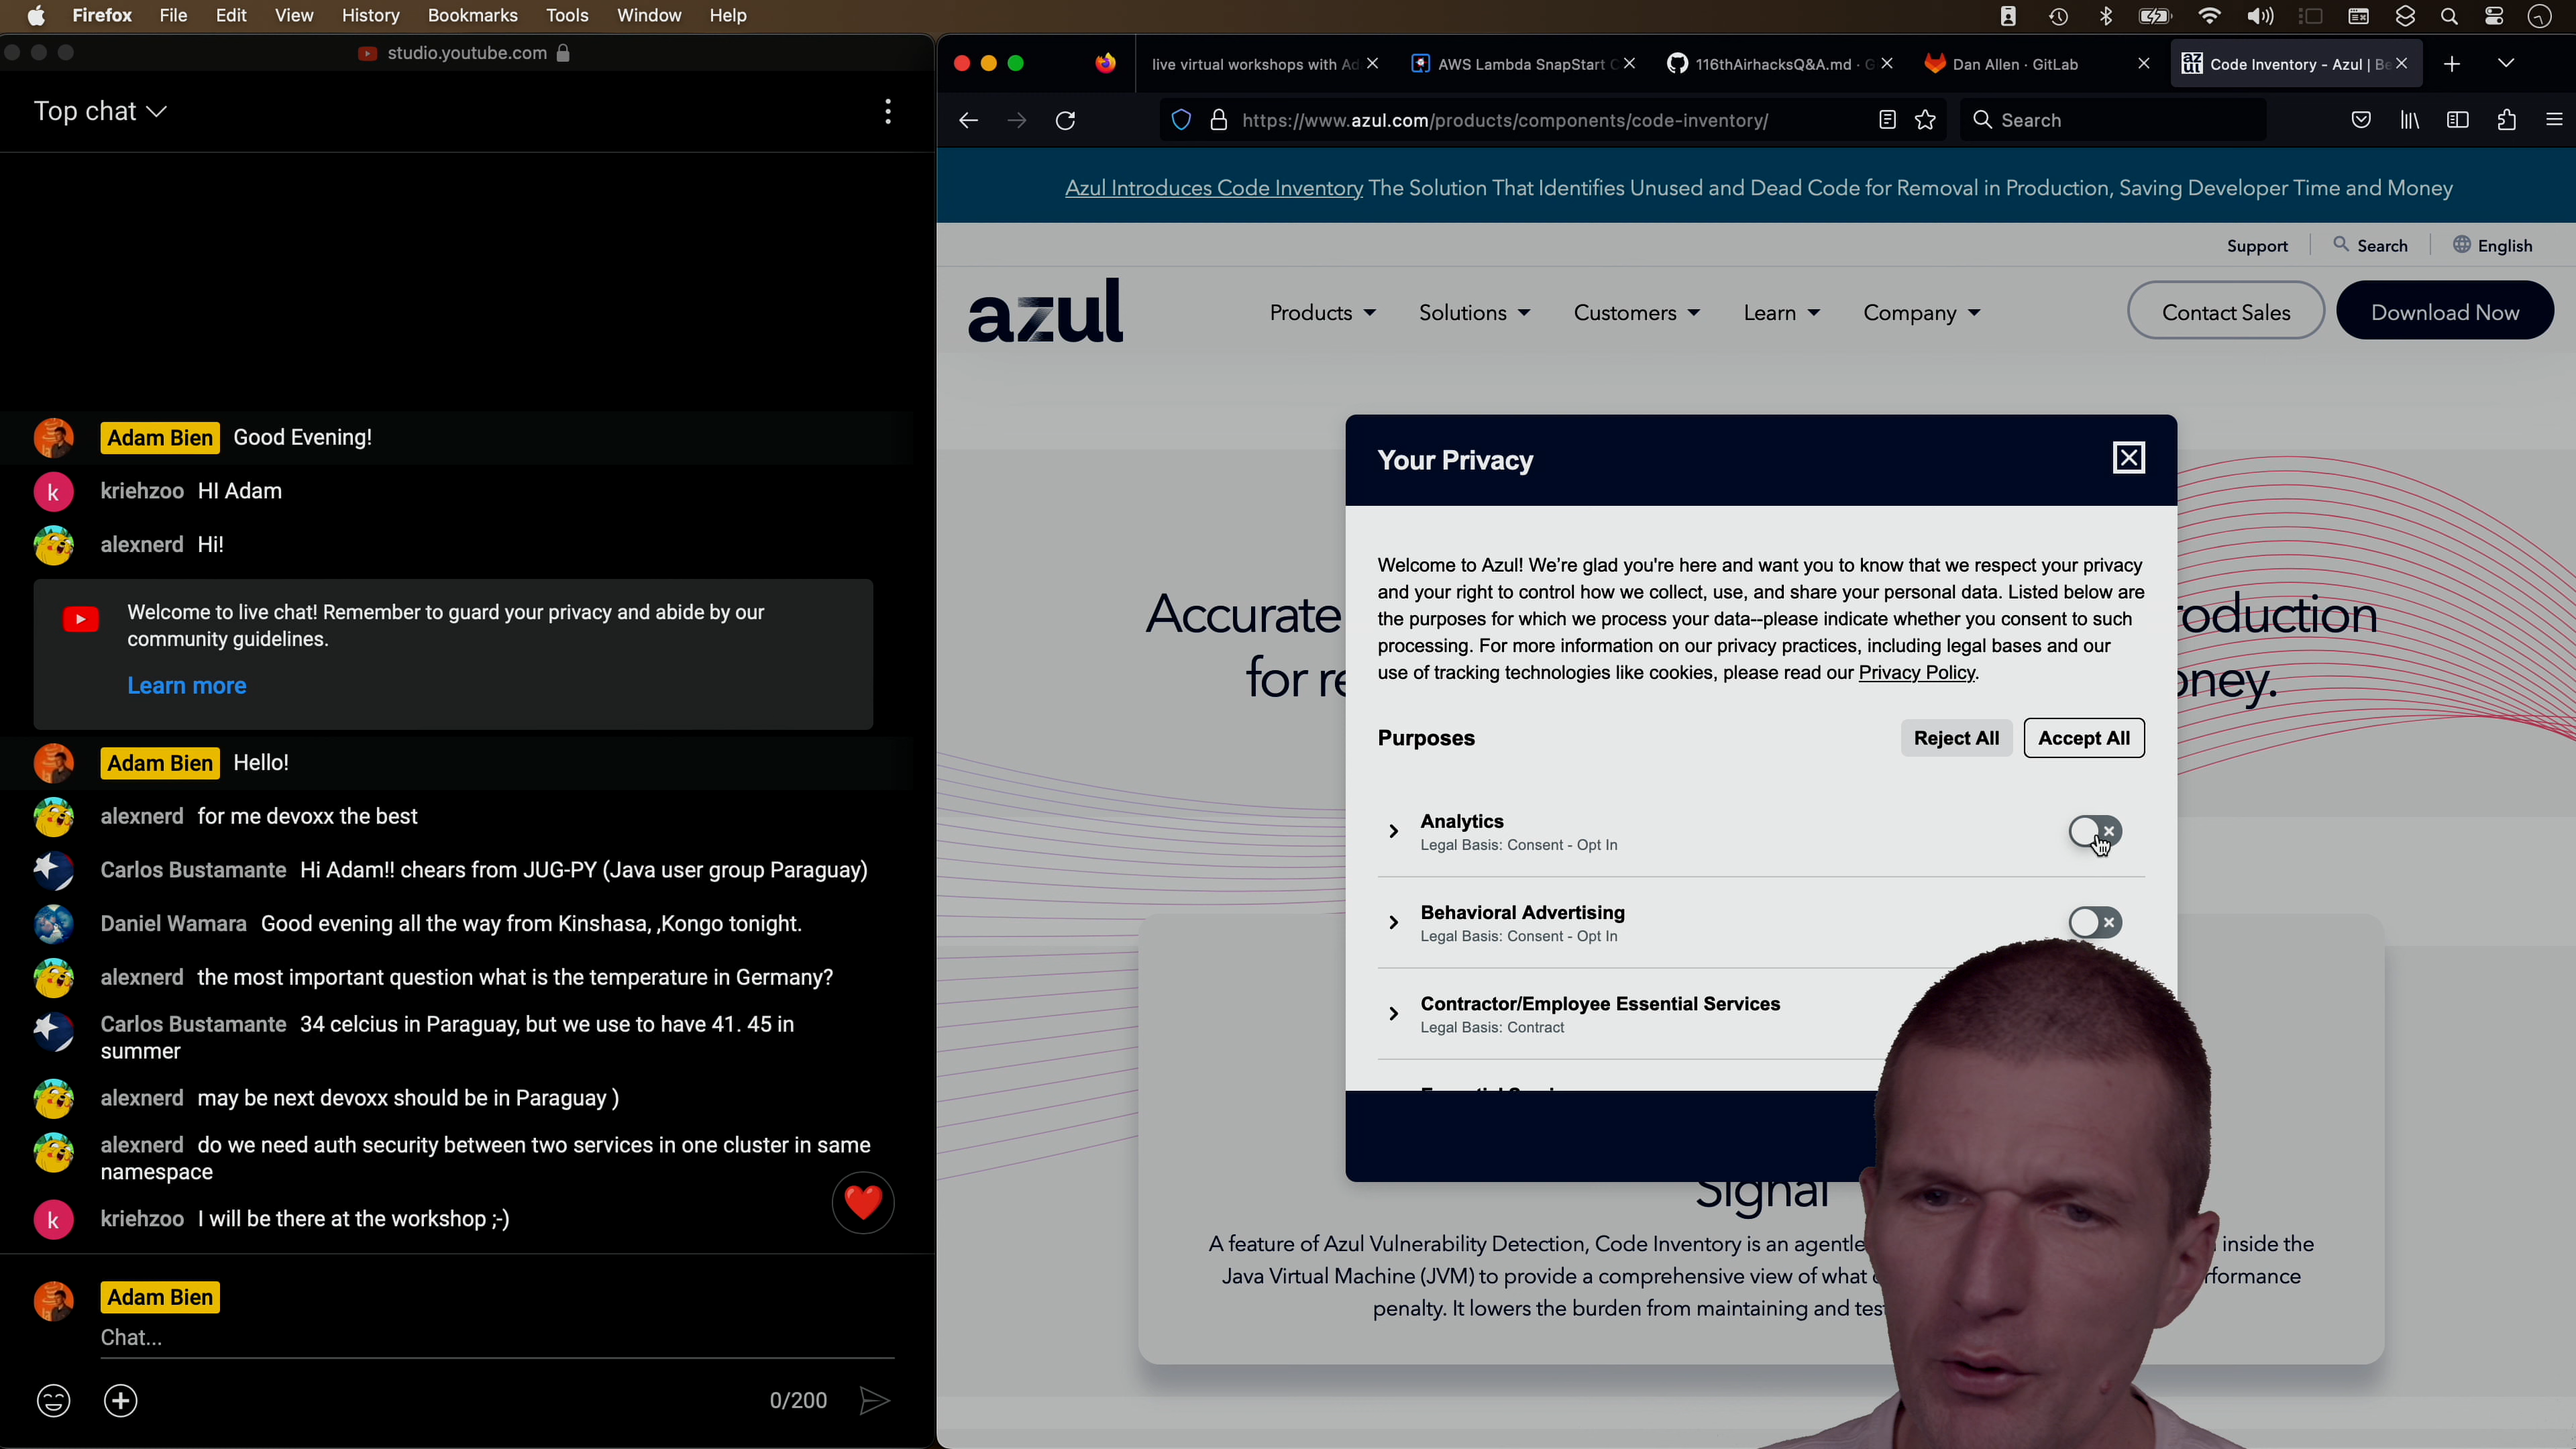 Firefox File Edit View History Bookmarks Tools Window Help
studio.youtube.com
Top chat
Adam Bien Good Evening!
kriehzoo HI Adam
alexnerd Hi!
Welcome to live chat! Remember to guard your privacy and abide by our
community guidelines.
Learn more
Adam Bien Hello!
alexnerd for me devoxx the best
Carlos Bustamante Hi Adam!! chears from JUG-PY (Java user group Paraguay)
Daniel Wamara Good evening all the way from Kinshasa, ,Kongo tonight.
alexnerd the most important question what is the temperature in Germany?
Carlos Bustamante 34 celcius in Paraguay, but we use to have 41. 45 in
summer
alexnerd may be next devoxx should be in Paraguay )
alexnerd do we need auth security between two services in one cluster in same
namespace
k kriehzoo I will be there at the workshop ;-)
Adam Bien
Chat...
0/200
live virtual workshops with Ad AWS Lambda SnapStart 116thAirhacksQ&A.md · G Dan Allen · GitLab Code Inventory - Azul | Be
https://www.azul.com/products/components/code-inventory/ Search
Azul Introduces Code Inventory The Solution That Identifies Unused and Dead Code for Removal in Production, Saving Developer Time and Money
Support Search English
azul Products Solutions Customers Learn Company Contact Sales Download Now
Accurate roduction
for re oney.
Your Privacy
Welcome to Azul! We're glad you're here and want you to know that we respect your privacy
and your right to control how we collect, use, and share your personal data. Listed below are
the purposes for which we process your data--please indicate whether you consent to such
processing. For more information on our privacy practices, including legal bases and our
use of tracking technologies like cookies, please read our Privacy Policy.
Purposes Reject All Accept All
Analytics
Legal Basis: Consent - Opt In
Behavioral Advertising
Legal Basis: Consent - Opt In
Contractor/Employee Essential Services
Legal Basis: Contract
Signal
A feature of Azul Vulnerability Detection, Code Inventory is an agentle inside the
Java Virtual Machine (JVM) to provide a comprehensive view of what rformance
penalty. It lowers the burden from maintaining and tes